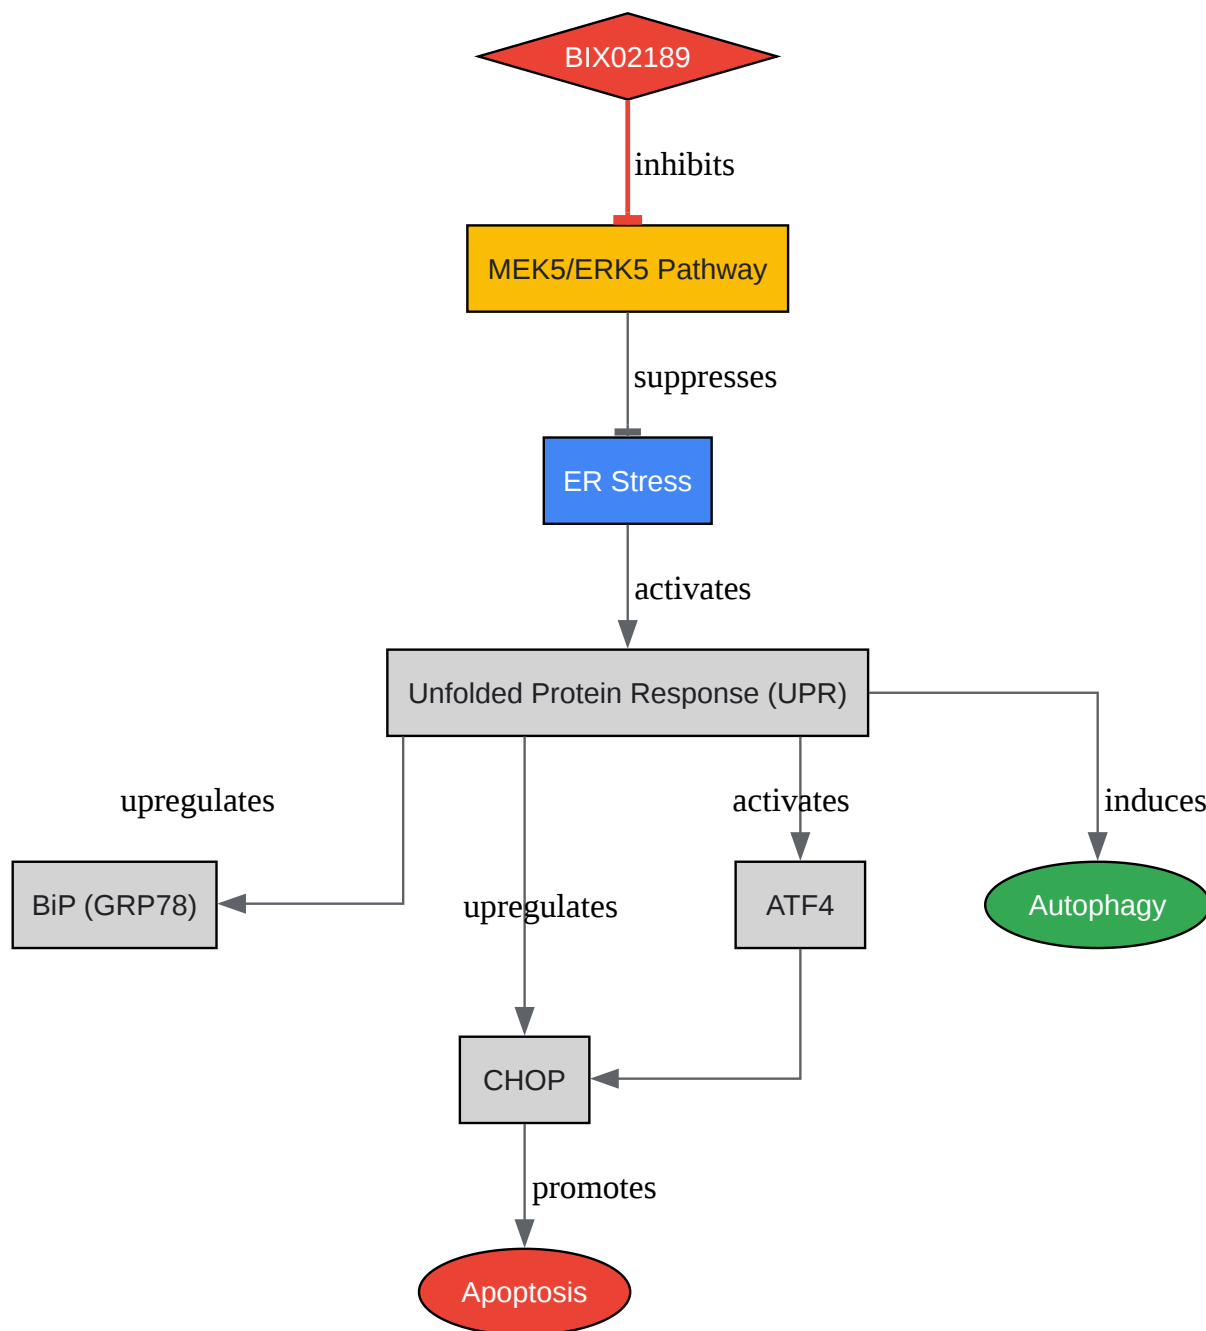 BIX02189
inhibits
MEK5/ERK5 Pathway
suppresses
ER Stress
activates
Unfolded Protein Response (UPR)
upregulates
activates
induces
BiP (GRP78)
upregulates
ATF4
Autophagy
CHOP
promotes
Apoptosis